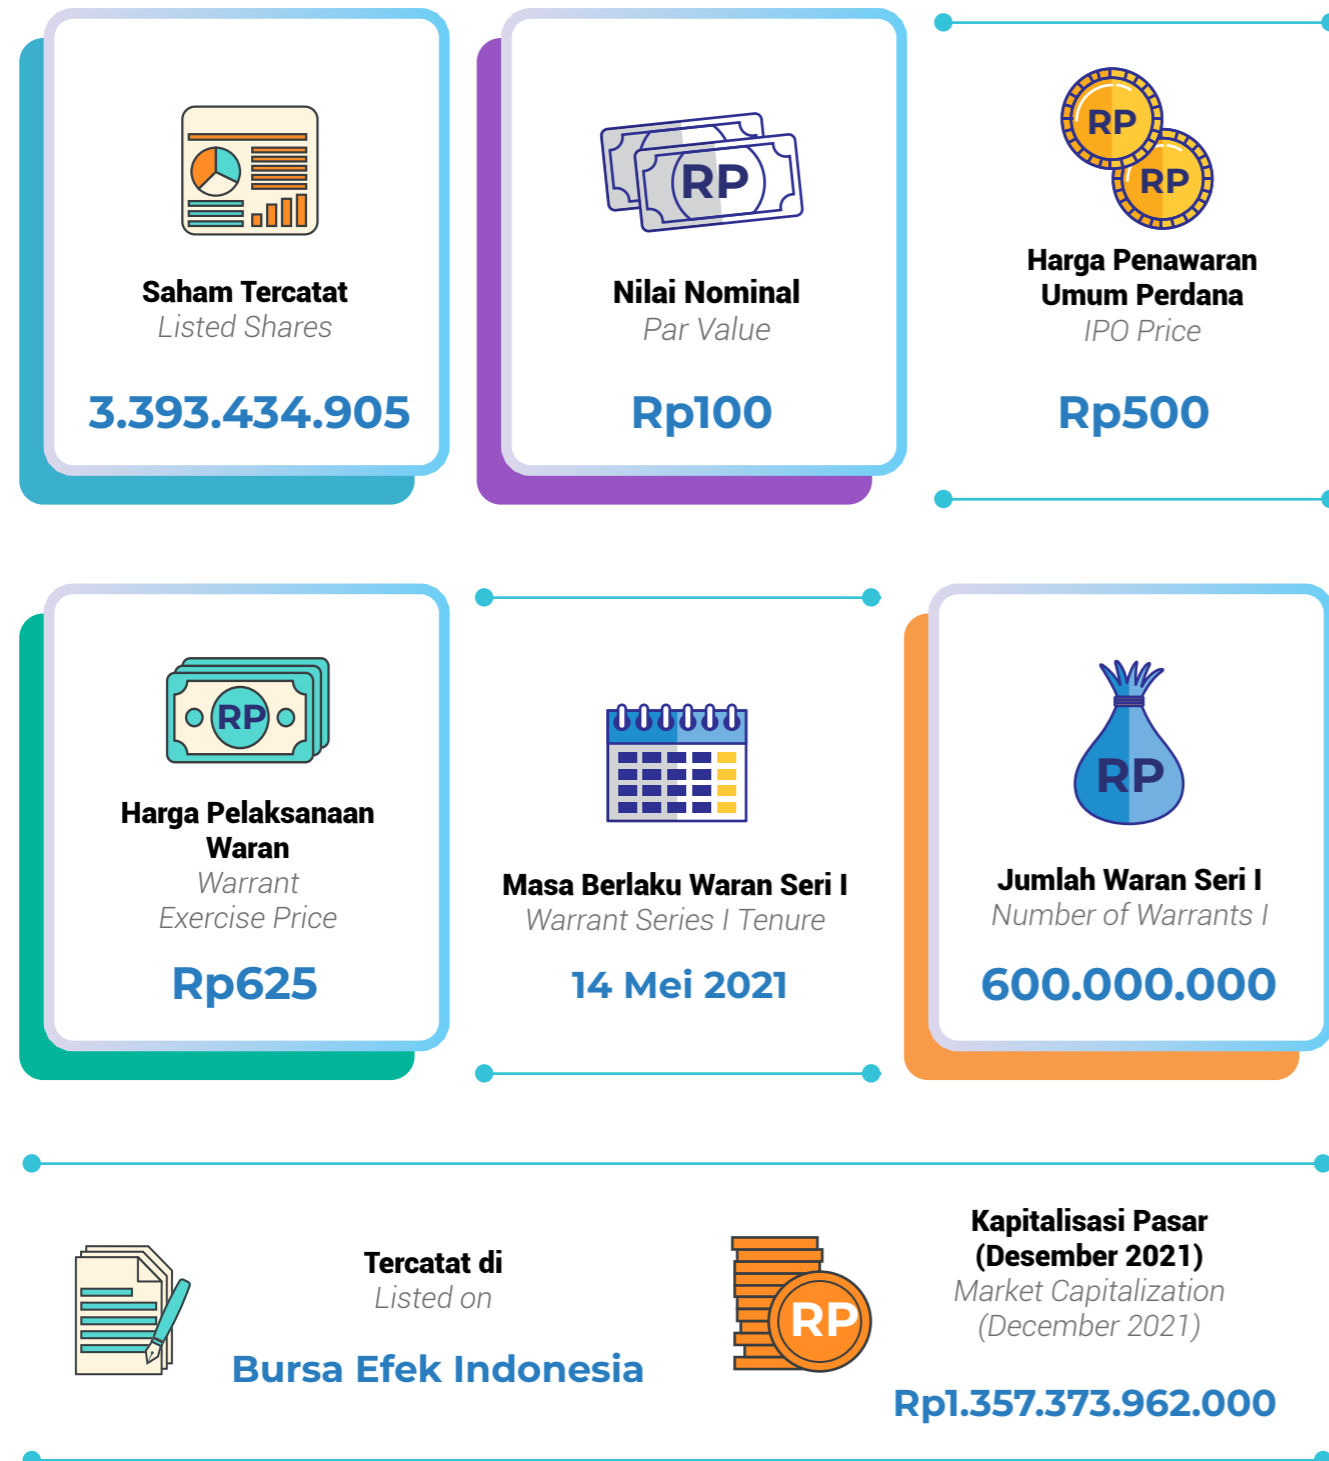 RP
RP
RP
Saham Tercatat
Listed Shares
3.393.434.905
Nilai Nominal
Par Value
Rp100
Harga Penawaran
Umum Perdana
IPO Price
Rp500
RP
Harga Pelaksanaan
Waran
Warrant
Exercise Price
Rp625
Masa Berlaku Waran Seri I
Warrant Series I Tenure
14 Mei 2021
RP
Jumlah Waran Seri I
Number of Warrants I
600.000.000
Tercatat di
Listed on
Bursa Efek Indonesia
RP
Kapitalisasi Pasar
(Desember 2021)
Market Capitalization
(December 2021)
Rp1.357.373.962.000